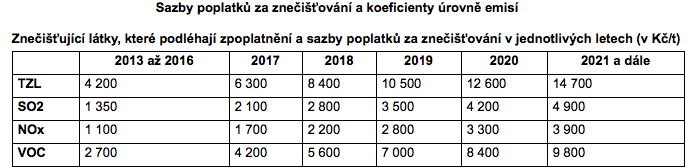 Sazby poplatků za znečišťování a koeficienty úrovně emisí
Znečišťující látky, které podléhají zpoplatnění a sazby poplatků za znečišťování v jednotlivých letech (v Kč/t)
2013 až 2016 2017 2018 2019 2020 2021 a dále
TZL 4 200 6 300 8 400 10 500 12 600 14 700
SO2 1 350 2 100 2 800 3 500 4 200 4 900
NOx 1 100 1 700 2 200 2 800 3 300 3 900
VOC 2 700 4 200 5 600 7 000 8 400 9 800